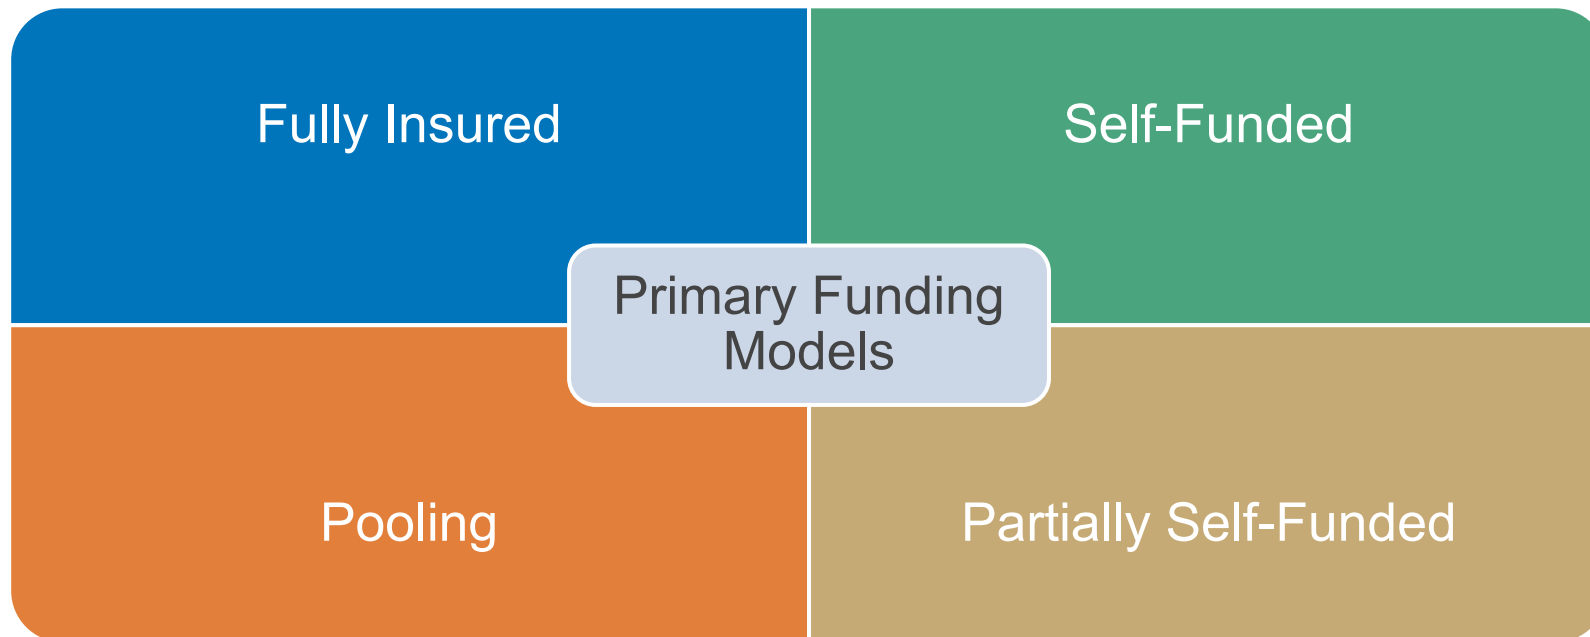 Fully Insured
Self-Funded
Primary Funding
Models
Pooling
Partially Self-Funded